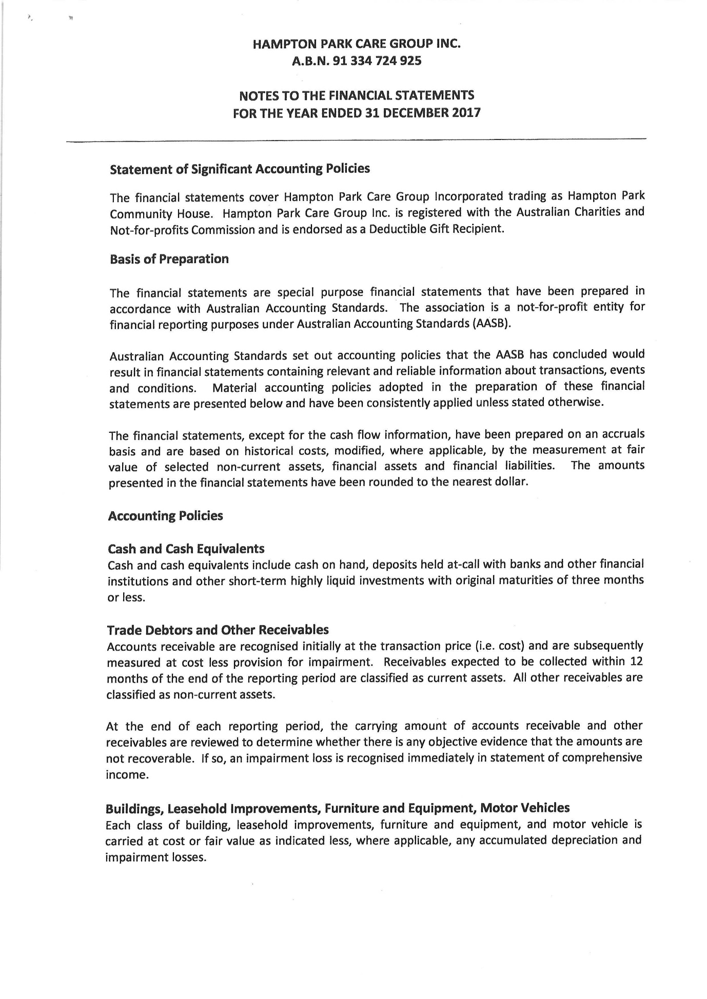 HAMPTON PARK CARE GROUP INC.
A.B.N. 91 334 724 925
NOTES TO THE FINANCIAL STATEMENTS
FOR THE YEAR ENDED 31 DECEMBER 2017
Statement of Significant Accounting Policies
The financial statements cover Hampton Park Care Group Incorporated trading as Hampton Park
Community House. Hampton Park Care Group Inc. is registered with the Australian Charities and
Not-for-profits Commission and is endorsed as a Deductible Gift Recipient.
Basis of Preparation
The financial statements are special purpose financial statements that have been prepared in
accordance with Australian Accounting Standards. The association is a not-for-profit entity for
financial reporting purposes under Australian Accounting Standards (AASB).
Australian Accounting Standards set out accounting policies that the AASB has concluded would
result in financial statements containing relevant and reliable information about transactions, events
and conditions. Material accounting policies adopted in the preparation of these financial
statements are presented below and have been consistently applied unless stated otherwise.
The financial statements, except for the cash flow information, have been prepared on an accruals
basis and are based on historical costs, modified, where applicable, by the measurement at fair
value of selected non-current assets, financial assets and financial liabilities. The amounts
presented in the financial statements have been rounded to the nearest dollar.
Accounting Policies
Cash and Cash Equivalents
Cash and cash equivalents include cash on hand, deposits held at-call with banks and other financial
institutions and other short-term highly liquid investments with original maturities of three months
or less.
Trade Debtors and Other Receivables
Accounts receivable are recognised initially at the transaction price (i.e. cost) and are subsequently
measured at cost less provision for impairment. Receivables expected to be collected within 12
months of the end of the reporting period are classified as current assets. All other receivables are
classified as non-current assets.
At the end of each reporting period, the carrying amount of accounts receivable and other
receivables are reviewed to determine whether there is any objective evidence that the amounts are
not recoverable. If so, an impairment loss is recognised immediately in statement of comprehensive
income.
Buildings, Leasehold Improvements, Furniture and Equipment, Motor Vehicles
Each class of building, leasehold improvements, furniture and equipment, and motor vehicle is
carried at cost or fair value as indicated less, where applicable, any accumulated depreciation and
impairment losses.